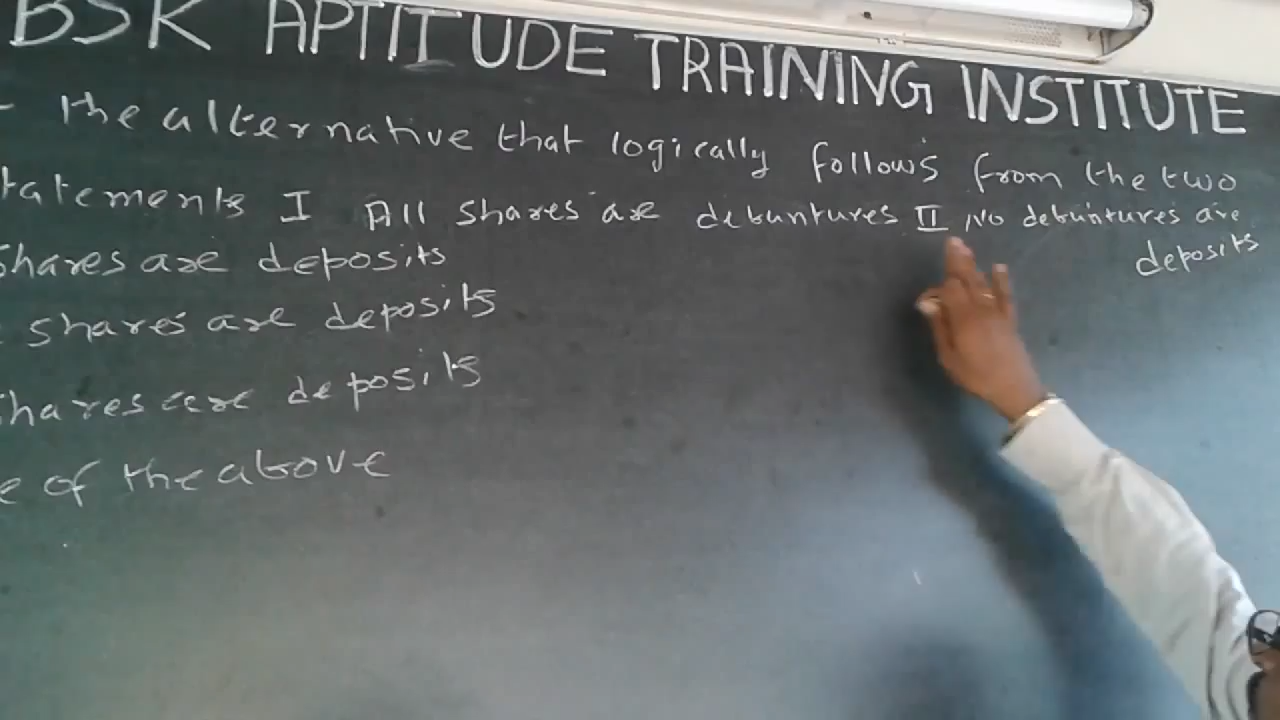 BSK APTITUDE TRAINING INSTITUTE
the alternative that logically follows from the two
tatements I All shares are debuntures II No debuntures are
deposits
shares are deposits
shares are deposits
hares are deposits
e of the above